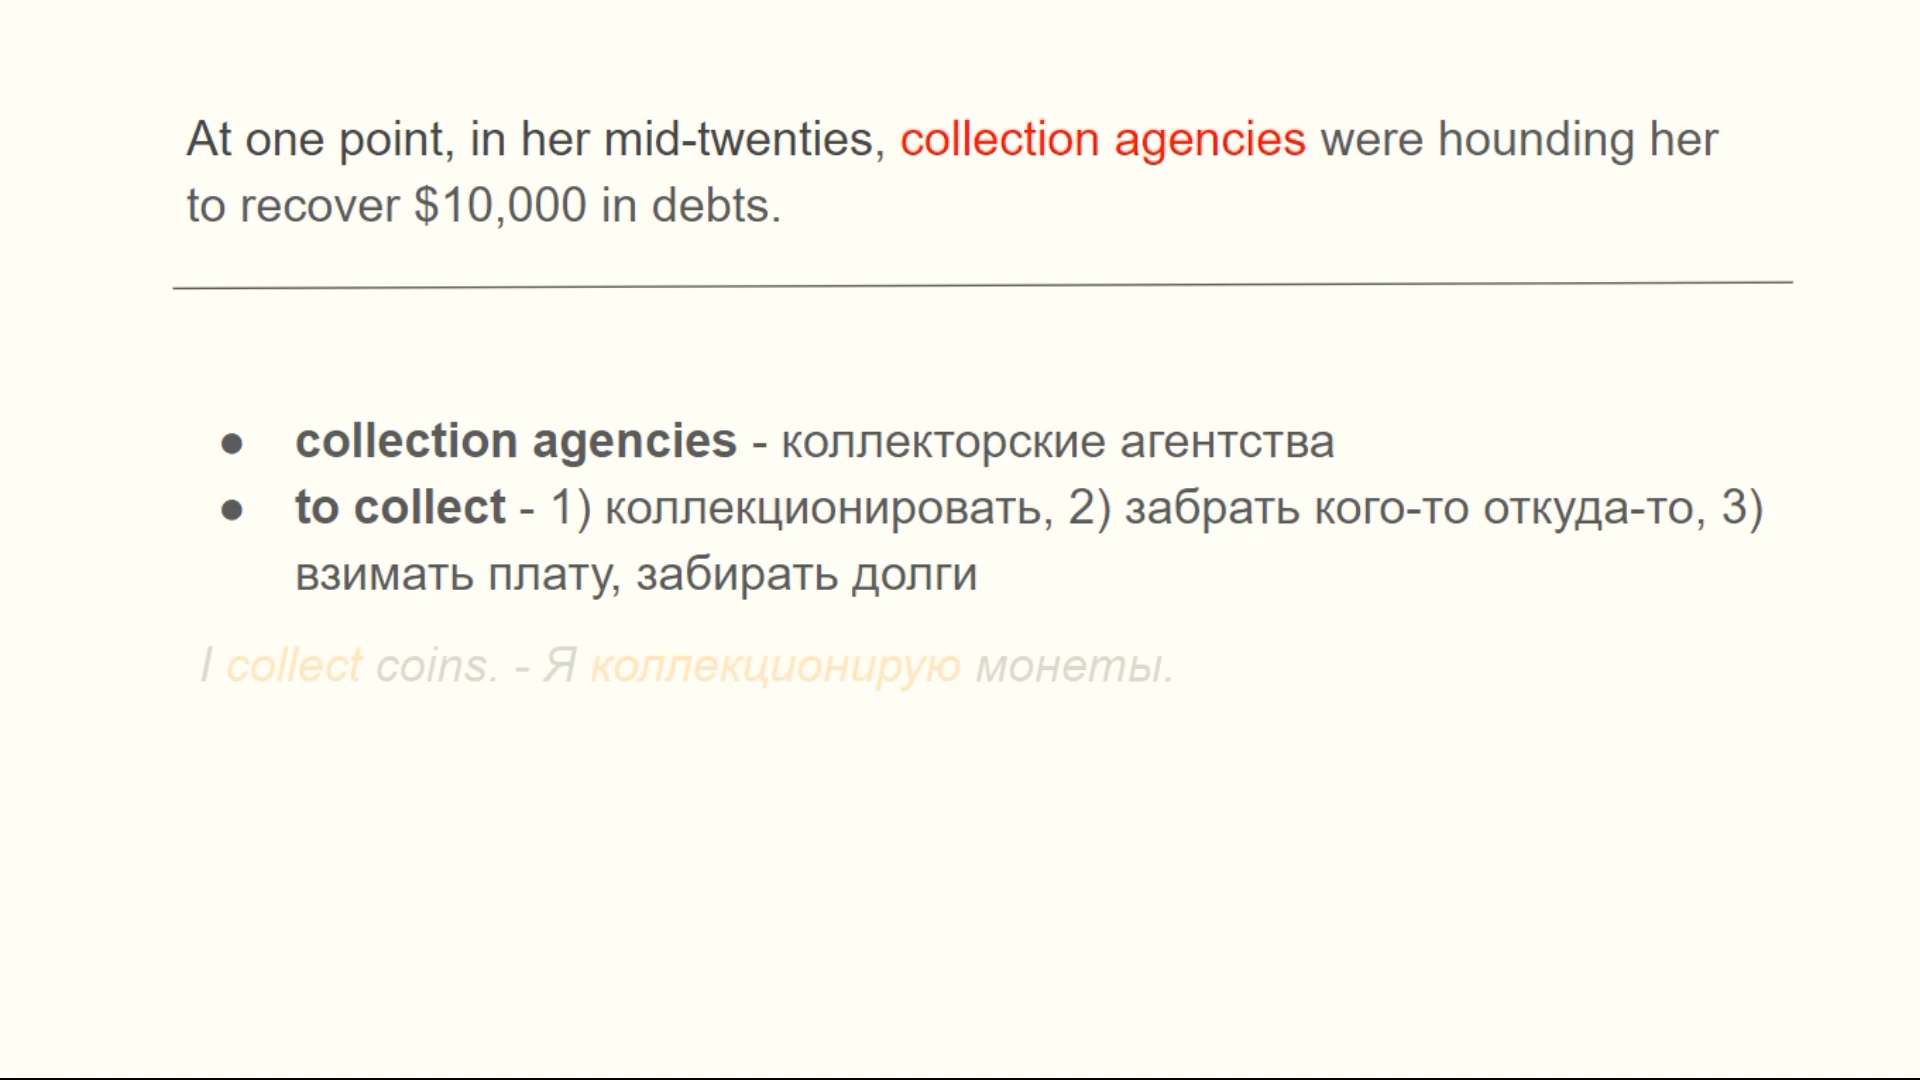 At one point, in her mid-twenties, collection agencies were hounding her
to recover $10,000 in debts.
● collection agencies - коллекторские агентства
● to collect - 1) коллекционировать, 2) забрать кого-то откуда-то, 3)
взимать плату, забирать долги
I collect coins. - Я коллекционирую монеты.